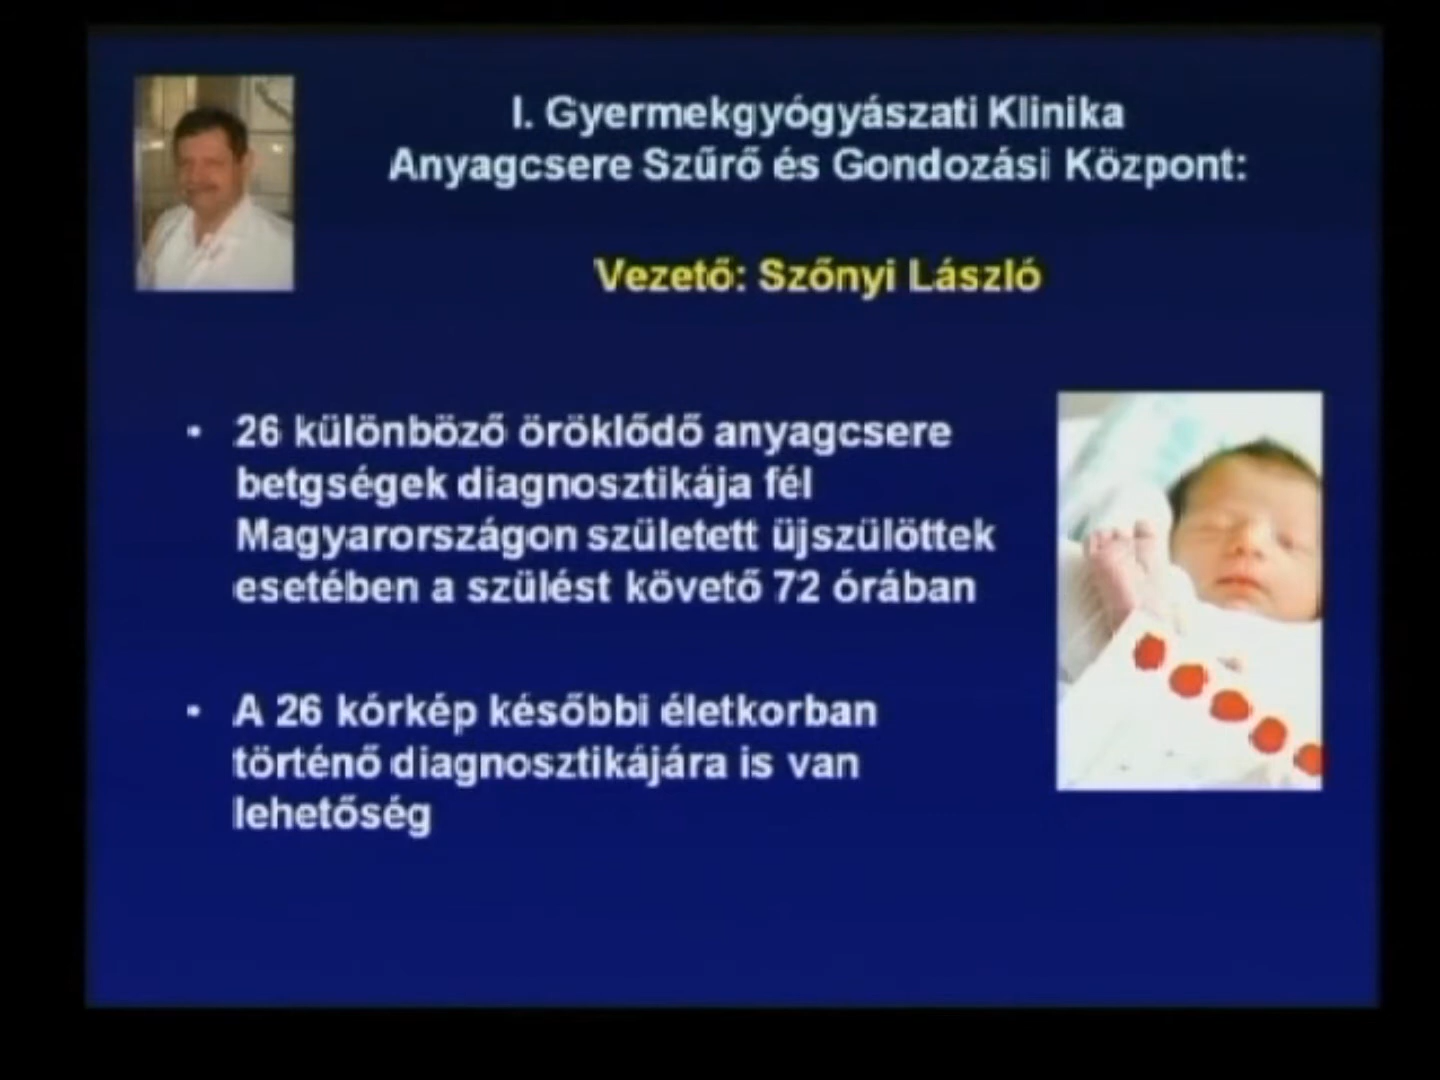 I. Gyermekgyógyászati Klinika
Anyagcsere Szűrő és Gondozási Központ:
Vezető: Szőnyi László
• 26 különböző öröklődő anyagcsere
betgségek diagnosztikája fél
Magyarországon született üjszülöttek
esetében a szülést követő 72 órában
• A 26 kórkép későbbi életkorban
történő diagnosztikájára is van
lehetőség